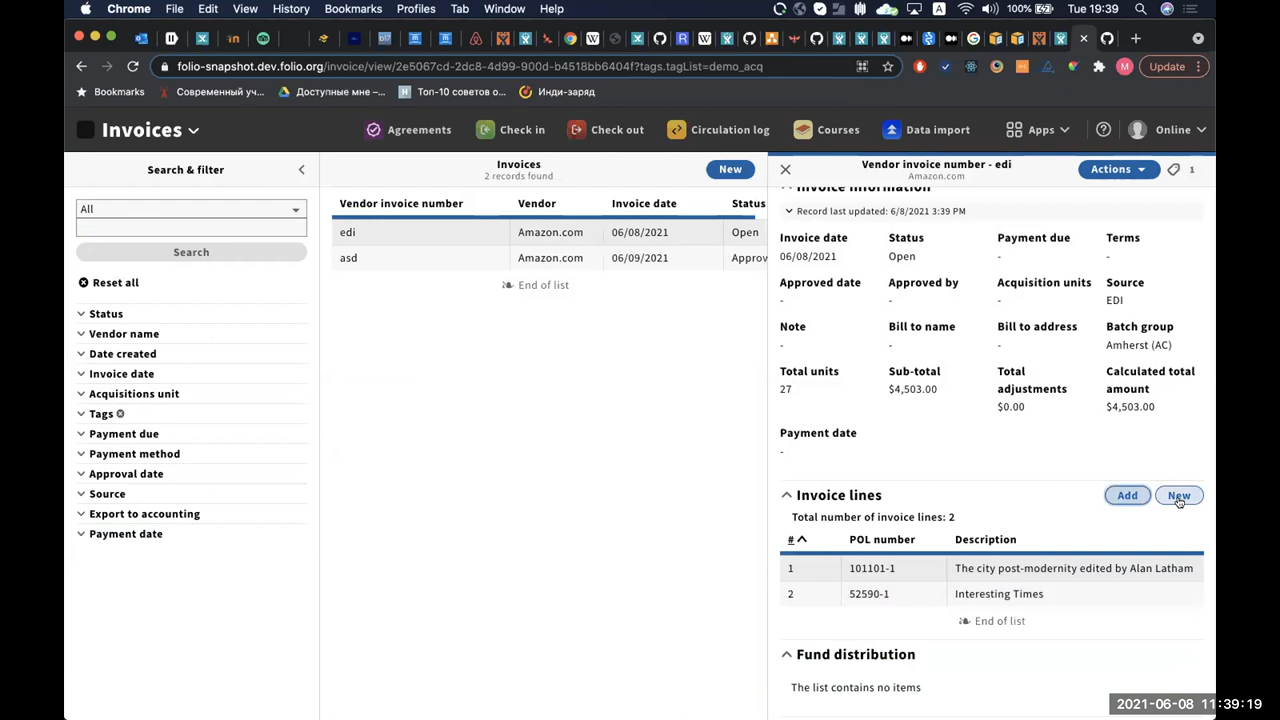 Chrome File Edit View History Bookmarks Profiles Tab Window Help A 100% Tue 19:39
folio-snapshot.dev.folio.org/invoice/view/2e5067cd-2dc8-4d99-900d-b4518bb6404f?tags.tagList=demo_acq M Update
Bookmarks Современный уч... Доступные мне –... Топ-10 советов о... Инди-заряд
Invoices Agreements Check in Check out Circulation log Courses Data import Apps Online
Search & filter
All
Search
Reset all
Status
Vendor name
Date created
Invoice date
Acquisitions unit
Tags
Payment due
Payment method
Approval date
Source
Export to accounting
Payment date
Invoices
2 records found
New
Vendor invoice number Vendor Invoice date Status
edi Amazon.com 06/08/2021 Open
asd Amazon.com 06/09/2021 Approv
End of list
Vendor invoice number - edi
Amazon.com
Actions 1
Invoice information
Record last updated: 6/8/2021 3:39 PM
Invoice date Status Payment due Terms
06/08/2021 Open - -
Approved date Approved by Acquisition units Source
- - - EDI
Note Bill to name Bill to address Batch group
- - - Amherst (AC)
Total units Sub-total Total adjustments Calculated total amount
27 $4,503.00 $0.00 $4,503.00
Payment date
-
Invoice lines Add New
Total number of invoice lines: 2
# POL number Description
1 101101-1 The city post-modernity edited by Alan Latham
2 52590-1 Interesting Times
End of list
Fund distribution
The list contains no items
2021-06-08 11:39:19